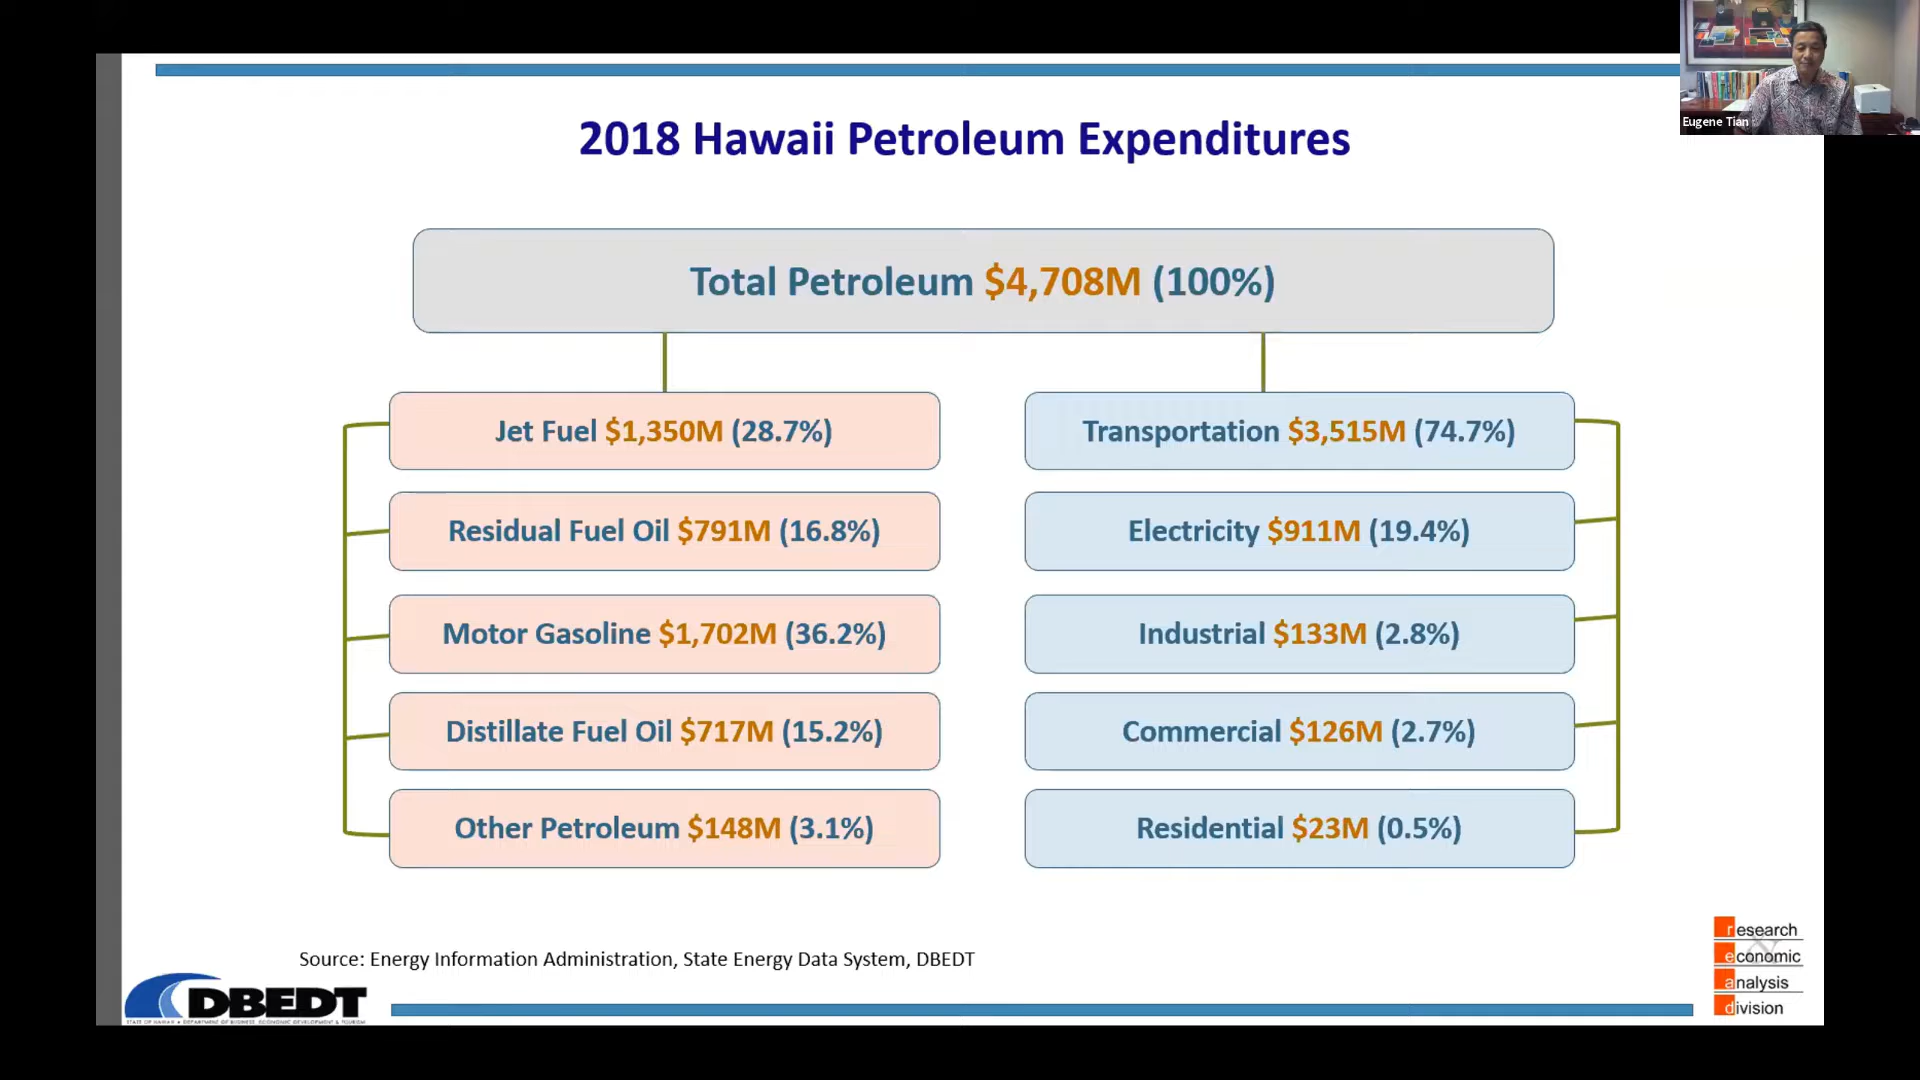 Eugene Tian
2018 Hawaii Petroleum Expenditures
Total Petroleum $4,708M (100%)
Jet Fuel $1,350M (28.7%)
Residual Fuel Oil $791M (16.8%)
Motor Gasoline $1,702M (36.2%)
Distillate Fuel Oil $717M (15.2%)
Other Petroleum $148M (3.1%)
Transportation $3,515M (74.7%)
Electricity $911M (19.4%)
Industrial $133M (2.8%)
Commercial $126M (2.7%)
Residential $23M (0.5%)
Source: Energy Information Administration, State Energy Data System, DBEDT
DBEDT
STATE OF HAWAII • DEPARTMENT OF BUSINESS, ECONOMIC DEVELOPMENT & TOURISM
research
&
economic
analysis
division